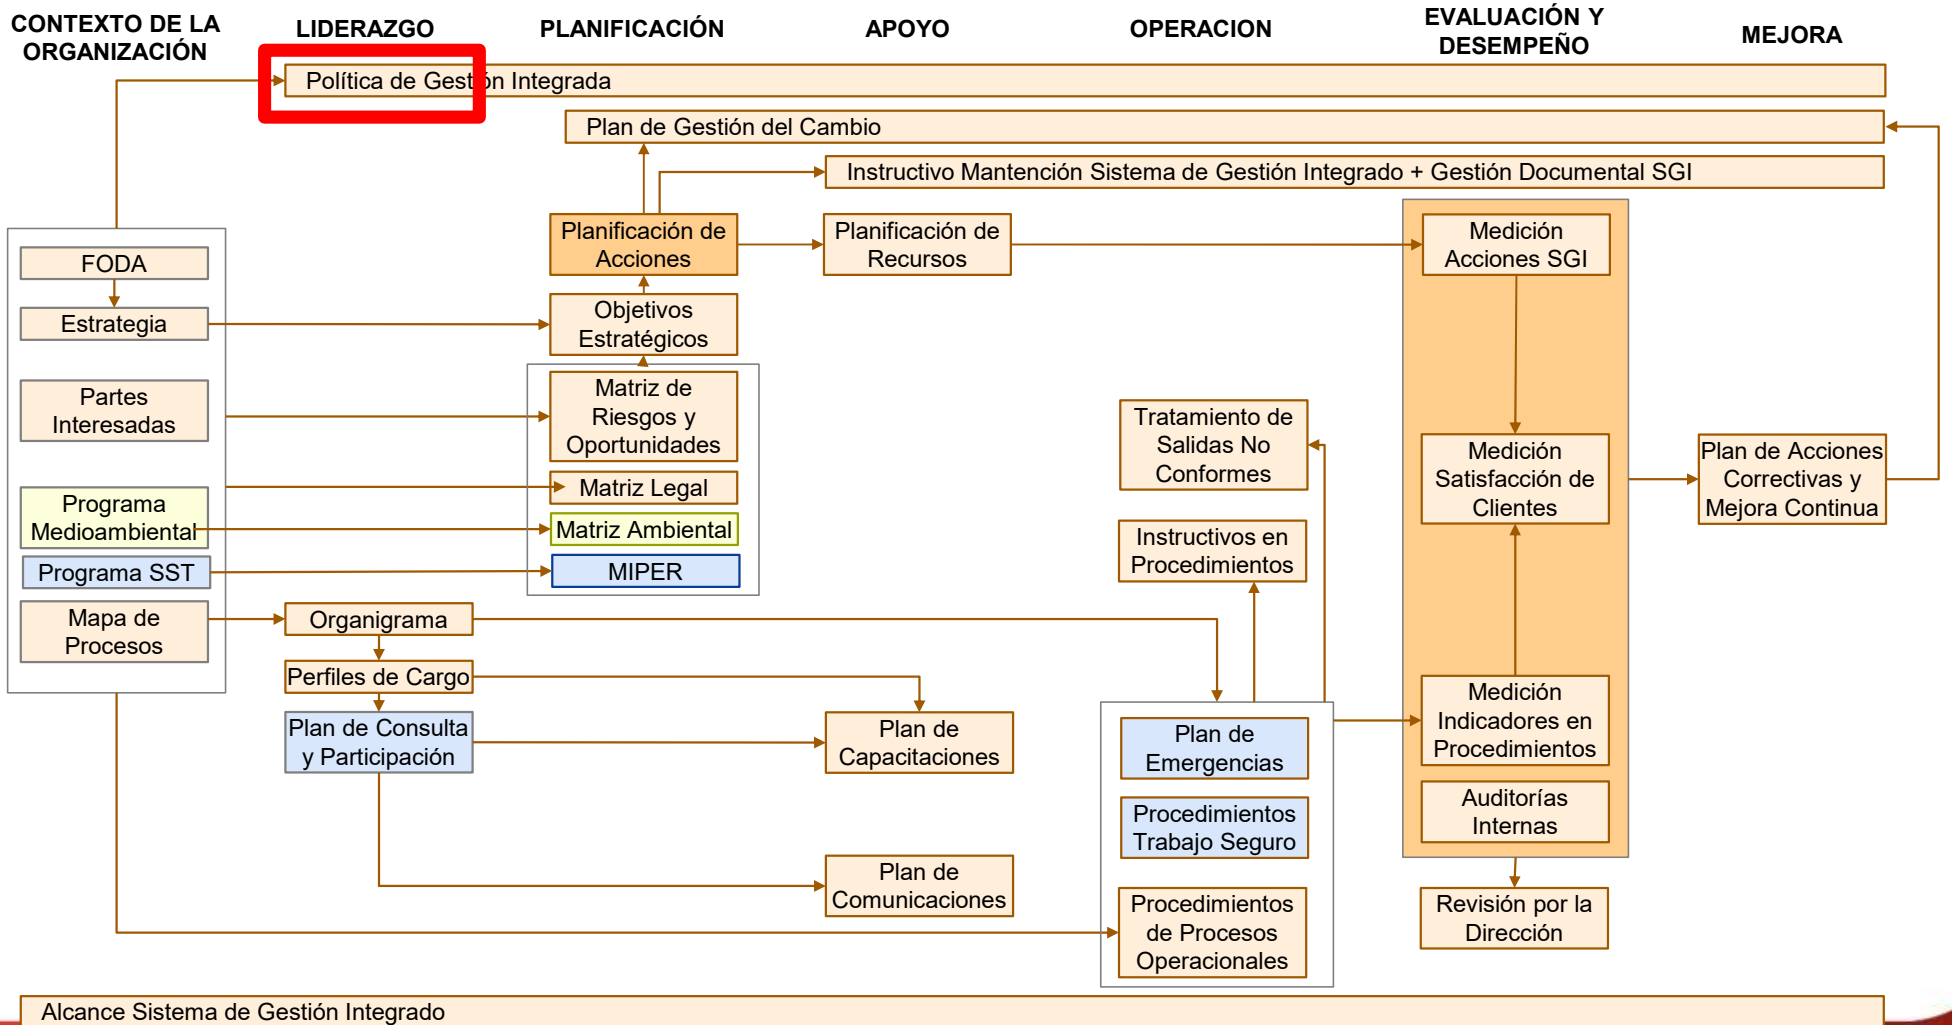 CONTEXTO DE LA
ORGANIZACIÓN
LIDERAZGO
PLANIFICACIÓN
APOYO
OPERACION
EVALUACIÓN Y
DESEMPEÑO
MEJORA
Política de Gestión Integrada
Plan de Gestión del Cambio
Instructivo Mantención Sistema de Gestión Integrado + Gestión Documental SGI
FODA
Estrategia
Partes
Interesadas
Programa
Medioambiental
Programa SST
Mapa de
Procesos
Organigrama
Perfiles de Cargo
Plan de Consulta
y Participación
Planificación de
Acciones
Objetivos
Estratégicos
Matriz de
Riesgos y
Oportunidades
Matriz Legal
Matriz Ambiental
MIPER
Planificación de
Recursos
Plan de
Capacitaciones
Plan de
Comunicaciones
Tratamiento de
Salidas No
Conformes
Instructivos en
Procedimientos
Plan de
Emergencias
Procedimientos
Trabajo Seguro
Procedimientos
de Procesos
Operacionales
Medición
Acciones SGI
Medición
Satisfacción de
Clientes
Medición
Indicadores en
Procedimientos
Auditorías
Internas
Revisión por la
Dirección
Plan de Acciones
Correctivas y
Mejora Continua
Alcance Sistema de Gestión Integrado